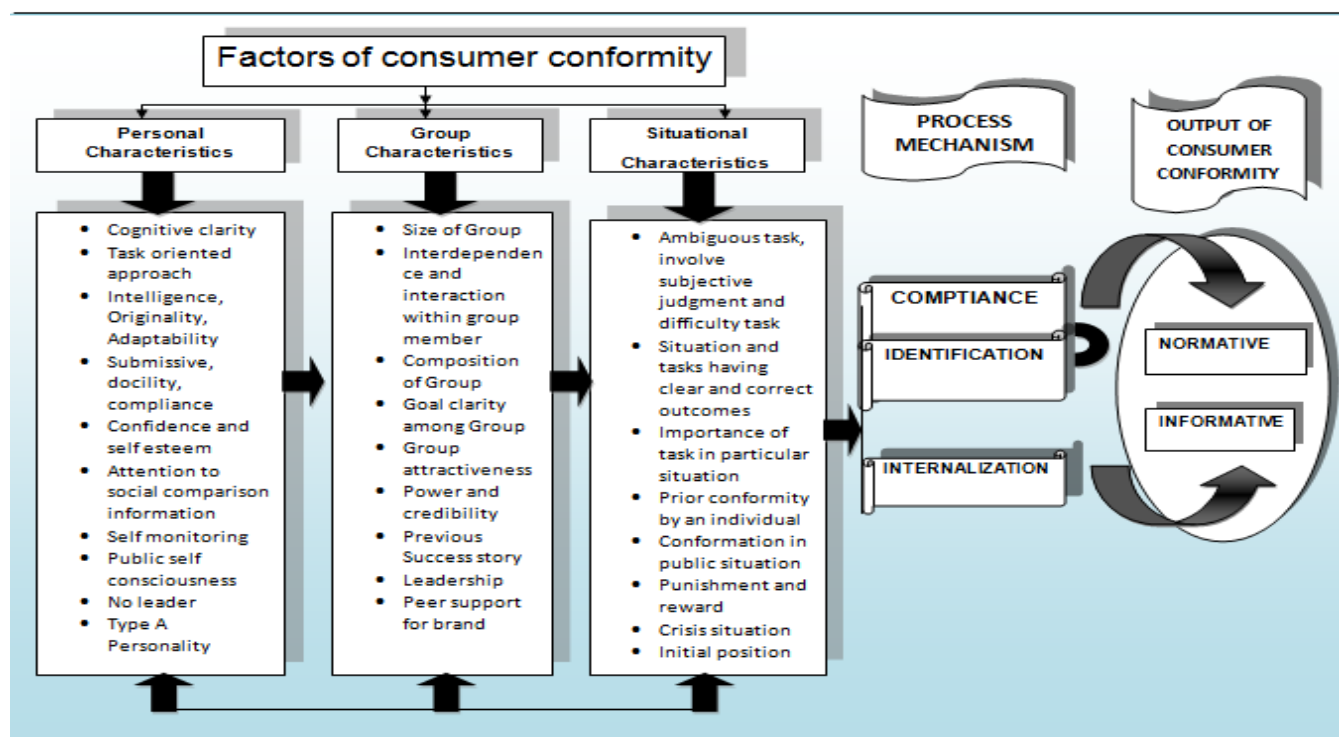 Factors of consumer conformity
Personal
Characteristics
Group
Characteristics
Situational
Characteristics
PROCESS
MECHANISM
OUTPUT OF
CONSUMER
CONFORMITY
• Cognitive clarity
• Task oriented
approach
• Intelligence,
Originality,
Adaptability
• Submissive,
docility,
compliance
• Confidence and
self esteem
• Attention to
social comparison
information
• Self monitoring
• Public self
consciousness
• No leader
• Type A
Personality
• Size of Group
• Interdependen
ce and
interaction
within group
member
• Composition
of Group
• Goal clarity
among Group
• Group
attractiveness
• Power and
credibility
• Previous
Success story
• Leadership
• Peer support
for brand
• Ambiguous task,
involve
subjective
judgment and
difficulty task
• Situation and
tasks having
clear and correct
outcomes
• Importance of
task in particular
situation
• Prior conformity
by an individual
• Conformation in
public situation
• Punishment and
reward
• Crisis situation
• Initial position
COMPTIANCE
IDENTIFICATION
INTERNALIZATION
NORMATIVE
INFORMATIVE